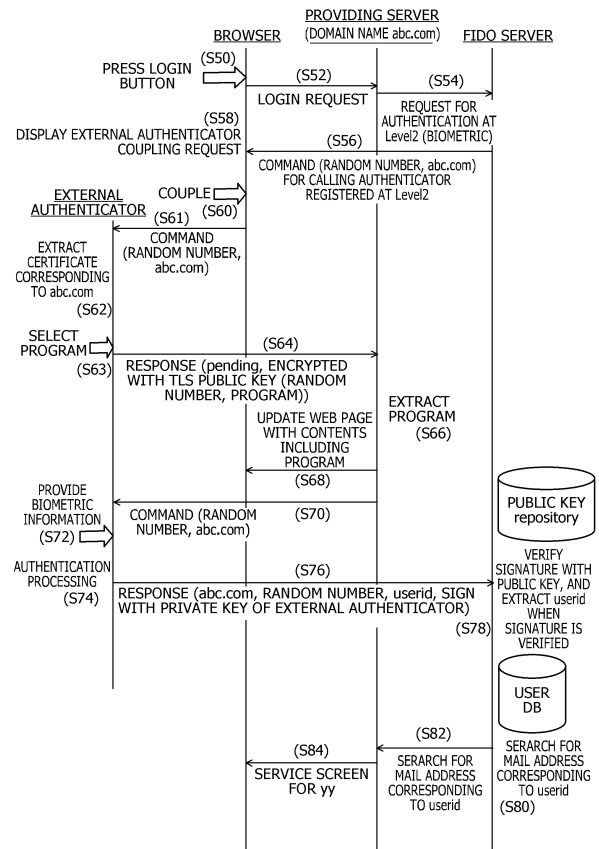 BROWSER
PROVIDING SERVER
(DOMAIN NAME abc.com)
FIDO SERVER
(S50)
PRESS LOGIN
BUTTON
(S52)
LOGIN REQUEST
(S54)
REQUEST FOR
AUTHENTICATION AT
Level2 (BIOMETRIC)
(S58)
DISPLAY EXTERNAL AUTHENTICATOR
COUPLING REQUEST
(S56)
COMMAND (RANDOM NUMBER, abc.com)
FOR CALLING AUTHENTICATOR
REGISTERED AT Level2
COUPLE
(S60)
EXTERNAL
AUTHENTICATOR
(S61)
COMMAND
(RANDOM NUMBER,
abc.com)
EXTRACT
CERTIFICATE
CORRESPONDING
TO abc.com
(S62)
SELECT
PROGRAM
(S63)
(S64)
RESPONSE (pending, ENCRYPTED
WITH TLS PUBLIC KEY (RANDOM
NUMBER, PROGRAM))
EXTRACT
PROGRAM
(S66)
UPDATE WEB PAGE
WITH CONTENTS
INCLUDING
PROGRAM
(S68)
PUBLIC KEY
repository
PROVIDE
BIOMETRIC
INFORMATION
(S72)
COMMAND (RANDOM
NUMBER, abc.com)
(S70)
AUTHENTICATION
PROCESSING
(S74)
(S76)
RESPONSE (abc.com, RANDOM NUMBER, userid, SIGN
WITH PRIVATE KEY OF EXTERNAL AUTHENTICATOR)
VERIFY
SIGNATURE WITH
PUBLIC KEY, AND
EXTRACT userid
WHEN
SIGNATURE IS
VERIFIED
(S78)
USER
DB
(S82)
SERARCH FOR
MAIL ADDRESS
CORRESPONDING
TO userid
(S84)
SERVICE SCREEN
FOR yy
SERARCH FOR
MAIL ADDRESS
CORRESPONDING
TO userid
(S80)